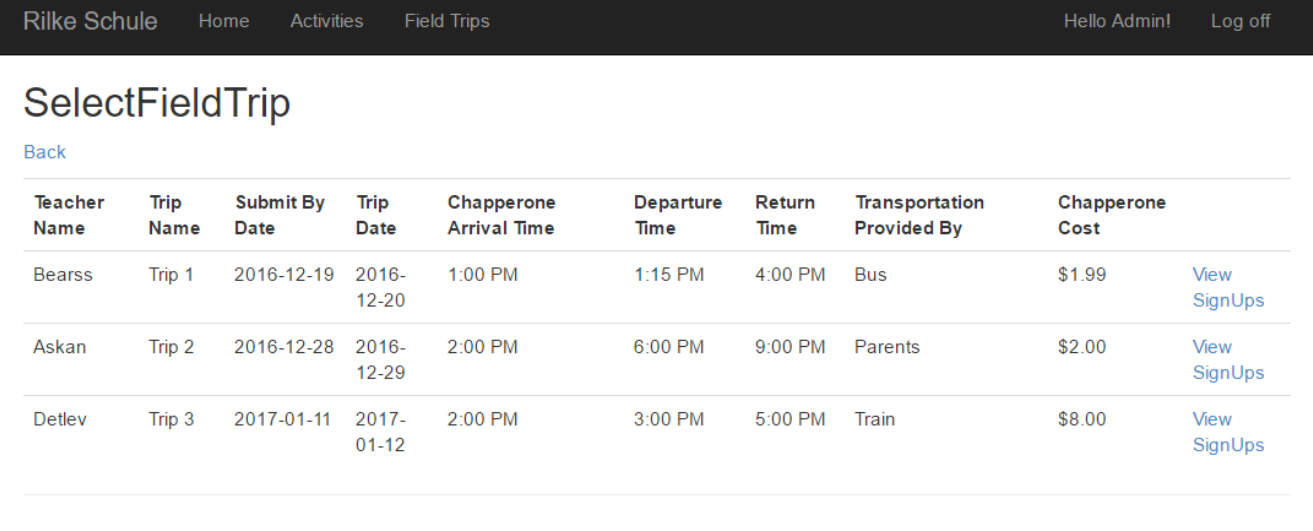 Rilke Schule Home Activities Field Trips Hello Admin! Log off
SelectFieldTrip
Back
Teacher Trip Submit By Trip Chapperone Departure Return Transportation Chapperone
Name Name Date Date Arrival Time Time Time Provided By Cost
Bearss Trip 1 2016-12-19 2016- 1:00 PM 1:15 PM 4:00 PM Bus $1.99 View
12-20 SignUps
Askan Trip 2 2016-12-28 2016- 2:00 PM 6:00 PM 9:00 PM Parents $2.00 View
12-29 SignUps
Detlev Trip 3 2017-01-11 2017- 2:00 PM 3:00 PM 5:00 PM Train $8.00 View
01-12 SignUps